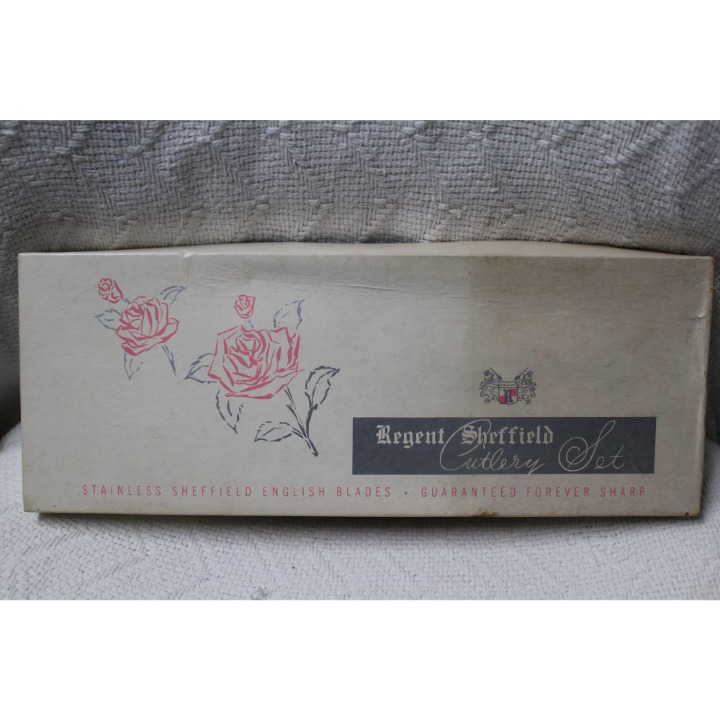 R
Regent Sheffield
Cutlery Set
STAINLESS SHEFFIELD ENGLISH BLADES • GUARANTEED FOREVER SHARP